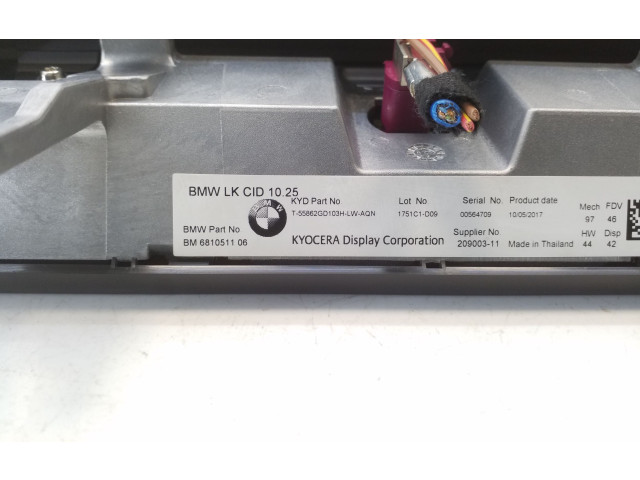 BMW LK CID 10.25
BMW Part No
BM 6810511 06
BMW
KYD Part No
T-55862GD103H-LW-AQN
KYOCERA Display Corporation
Lot No
1751C1-D09
Serial No.
00564709
Product date
10/05/2017
Supplier No.
209003-11
Made in Thailand
Mech FDV
97 46
HW Disp
44 42